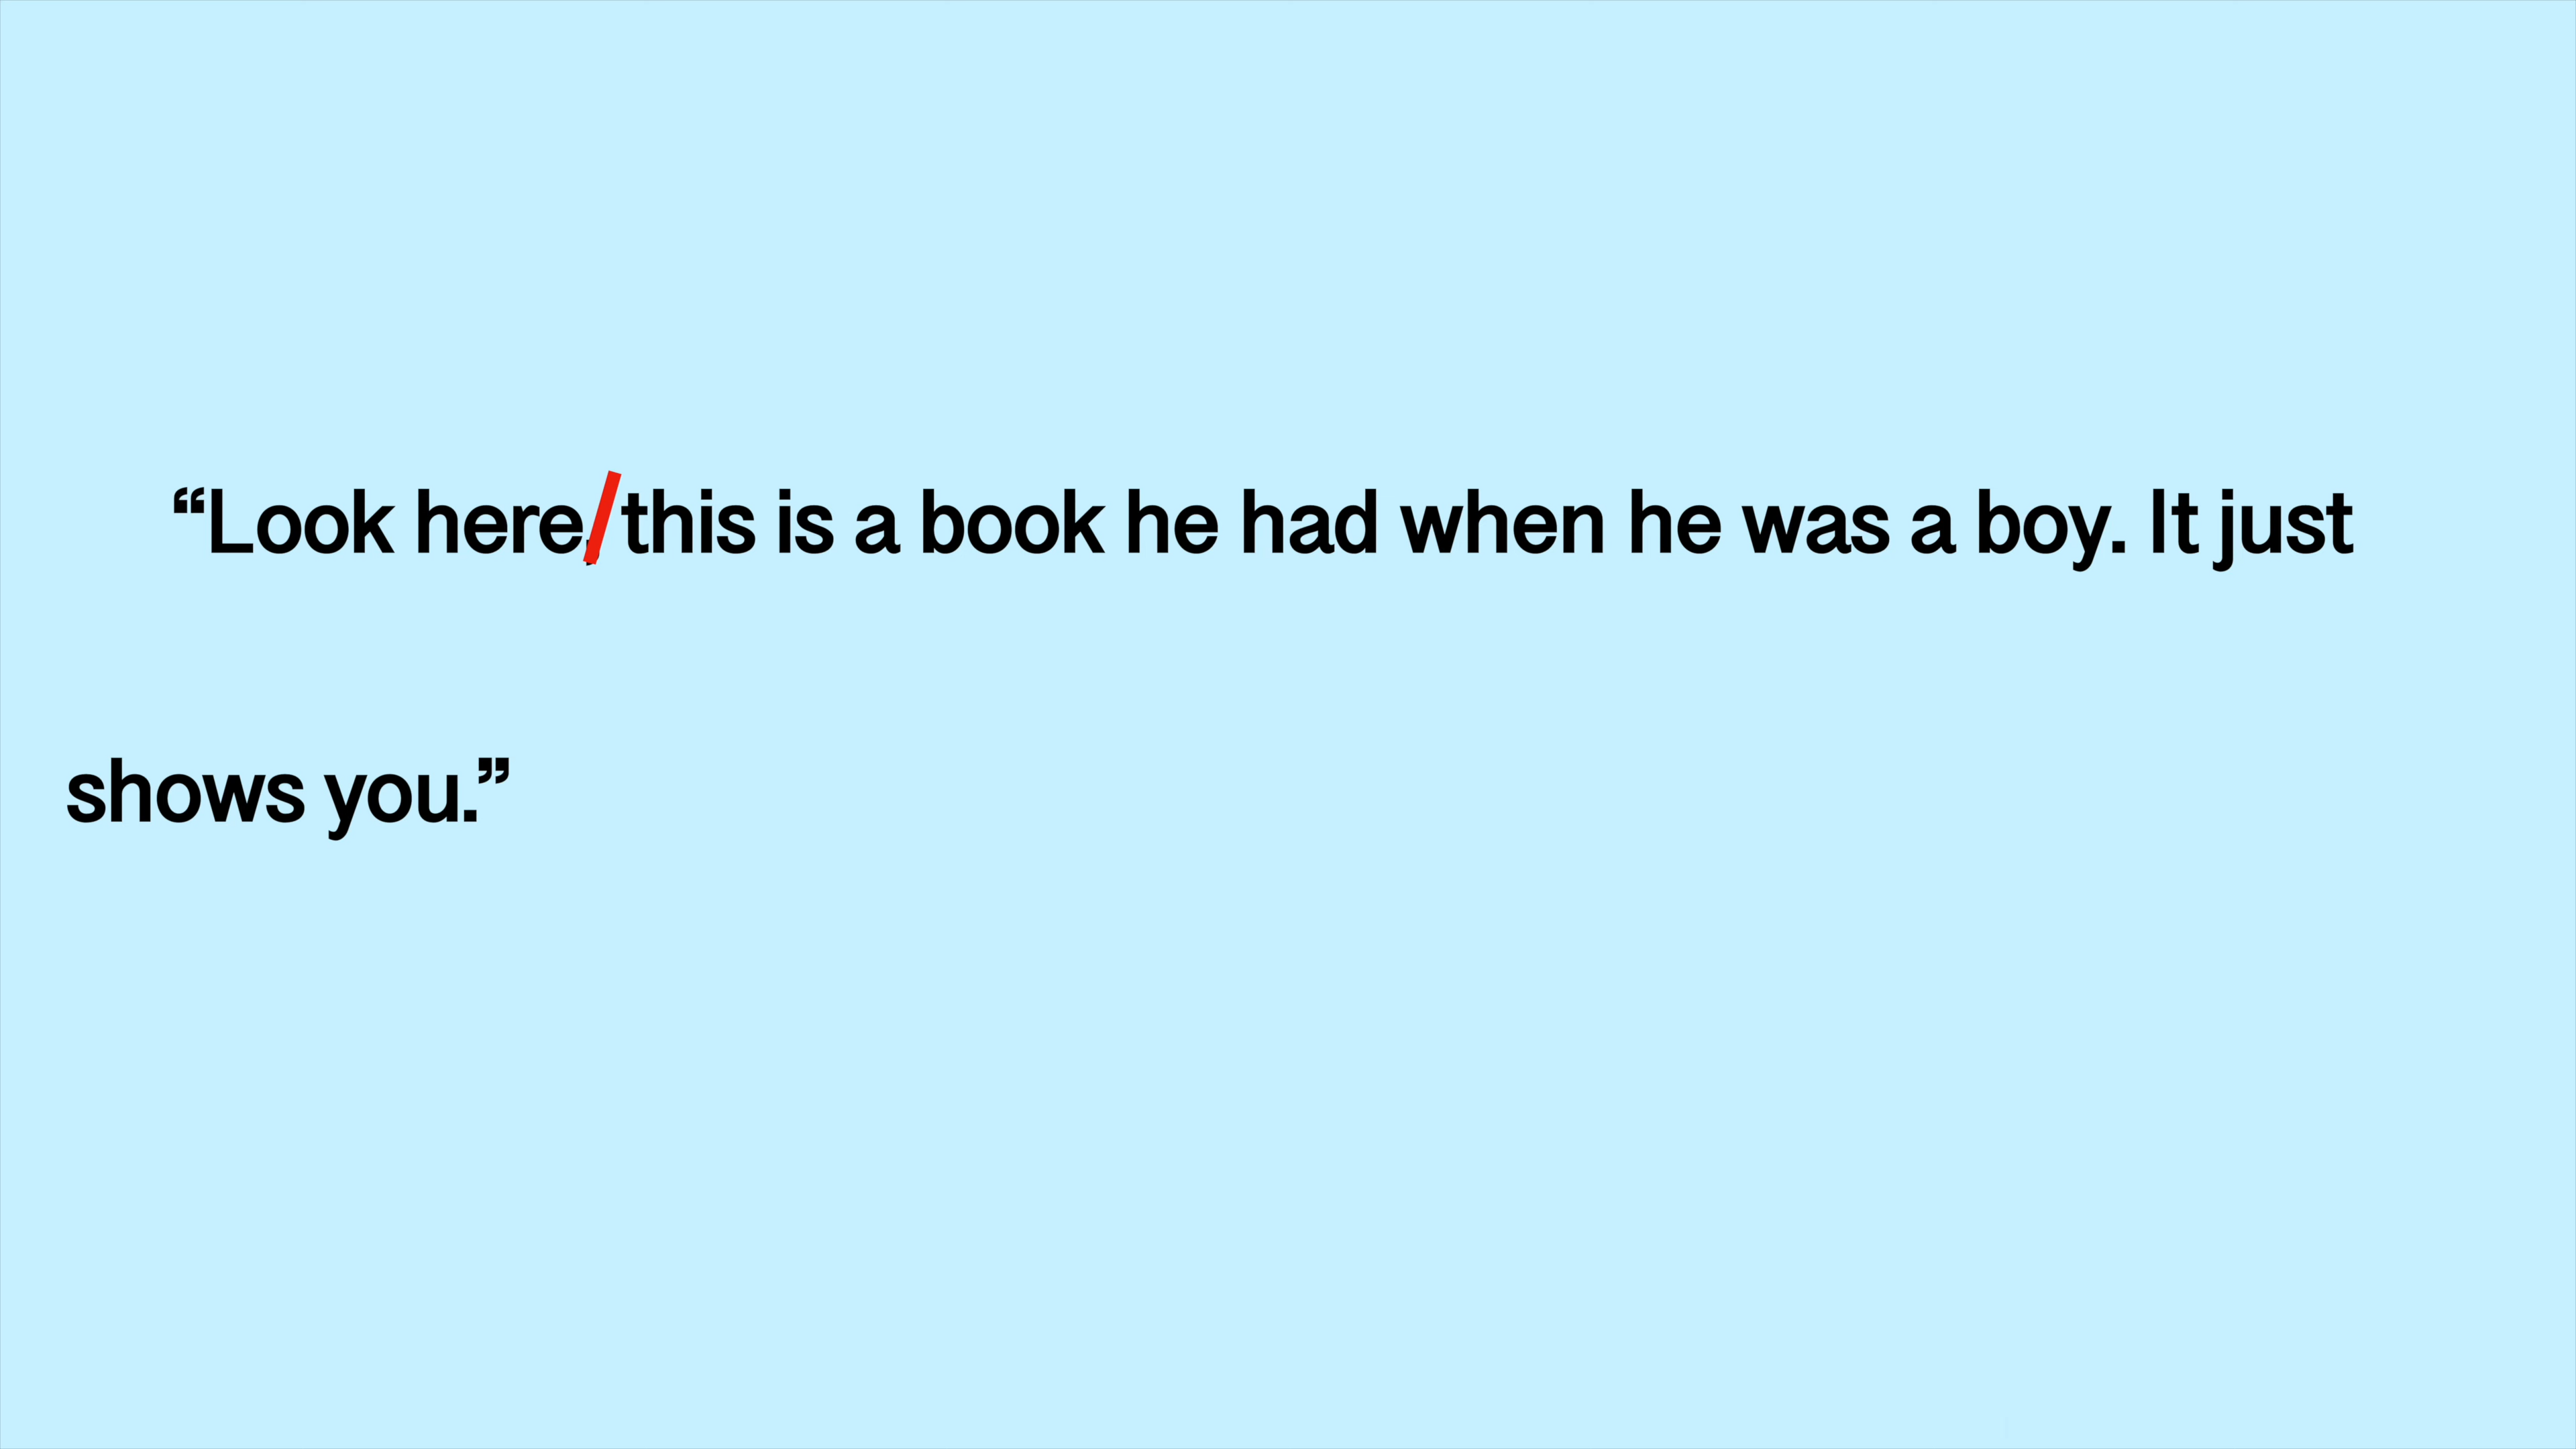 “Look here, this is a book he had when he was a boy. It just
shows you.”